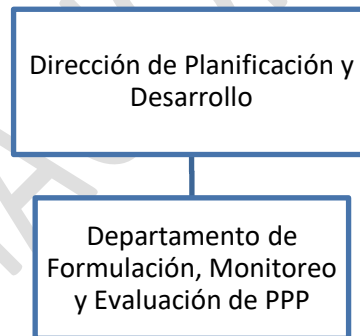 Dirección de Planificación y
Desarrollo
Departamento de
Formulación, Monitoreo
y Evaluación de PPP